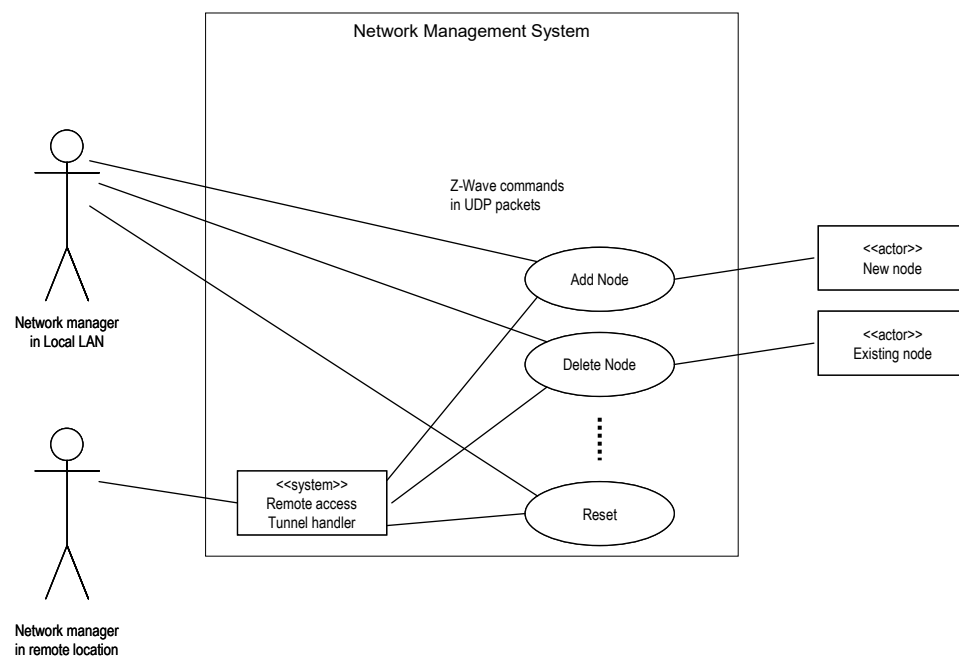 Network Management System
Z-Wave commands
in UDP packets
<<actor>>
New node
Add Node
Network manager
in Local LAN
<<actor>>
Existing node
Delete Node
<<system>>
Remote access
Tunnel handler
Reset
Network manager
in remote location